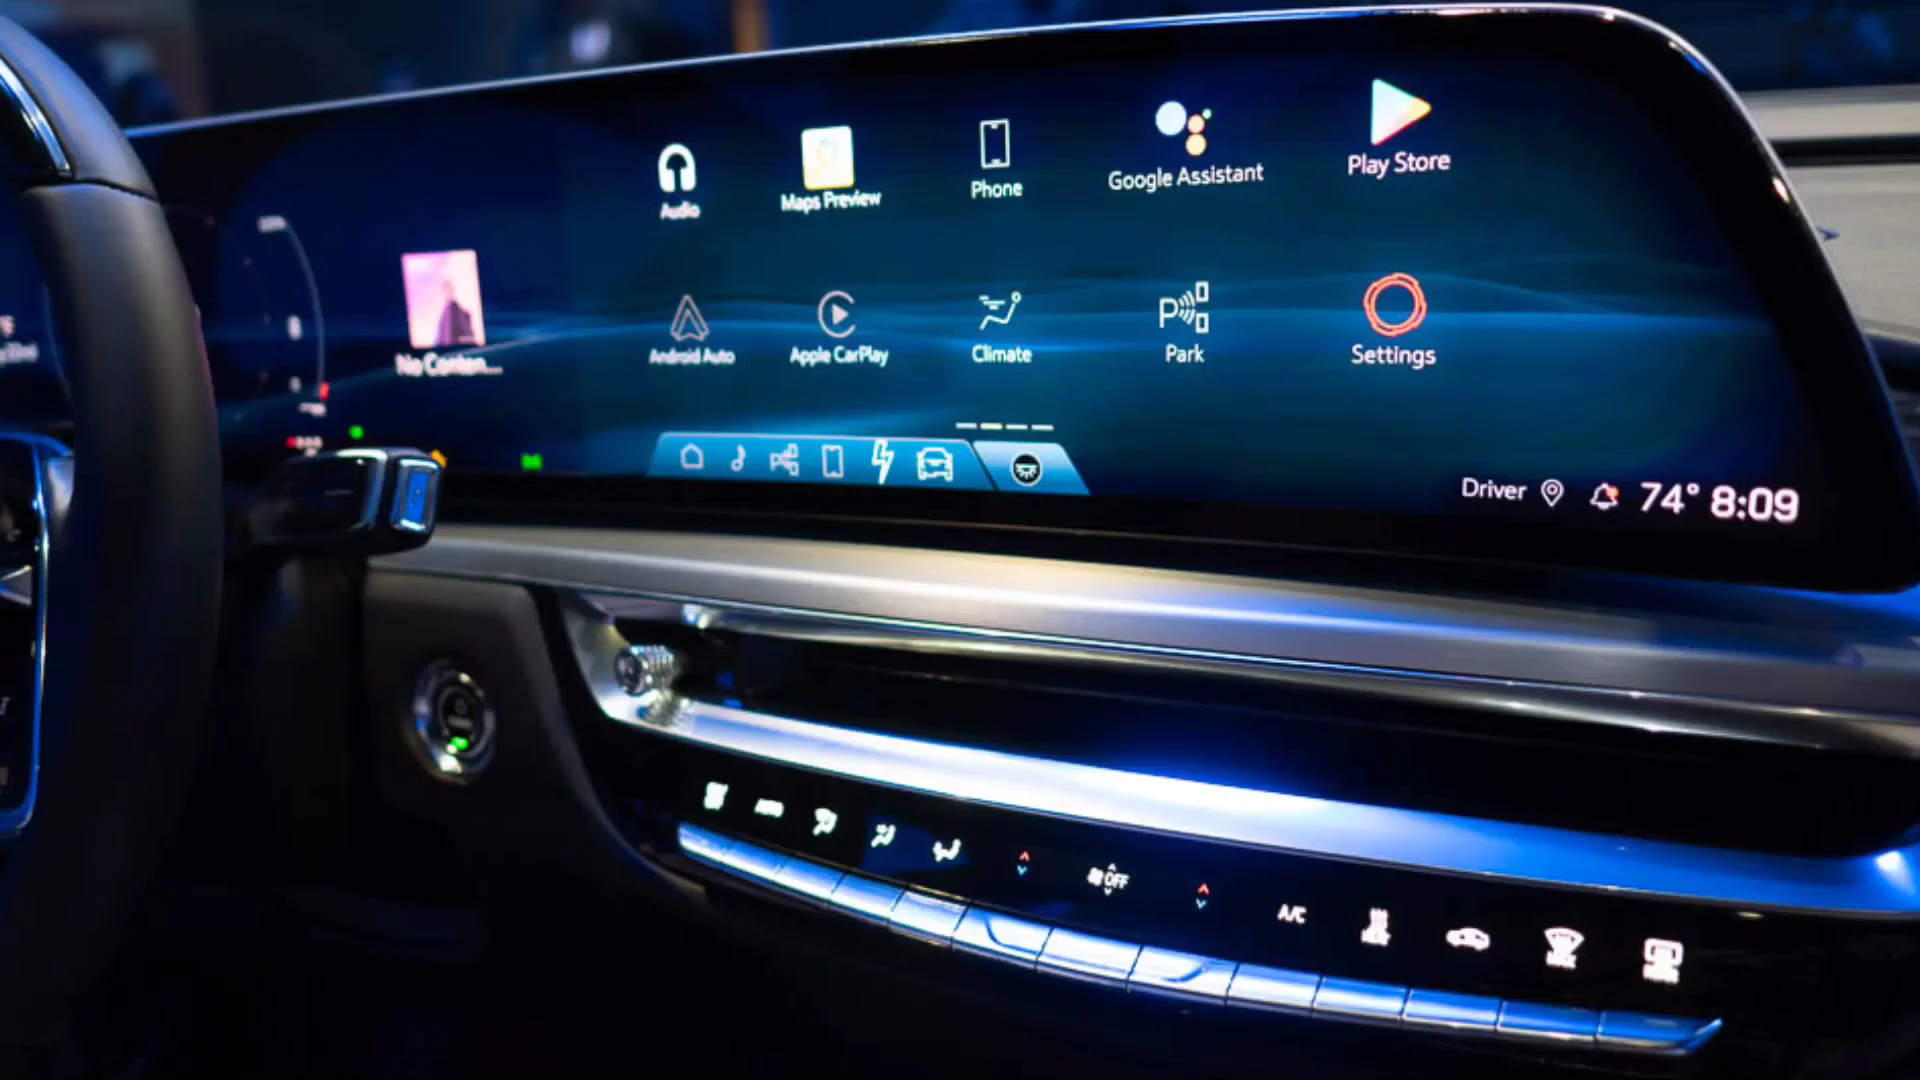 Audio
Maps Preview
Phone
Google Assistant
Play Store
No Conten...
Android Auto
Apple CarPlay
Climate
Park
Settings
Driver 74° 8:09
AUTO
OFF
A/C